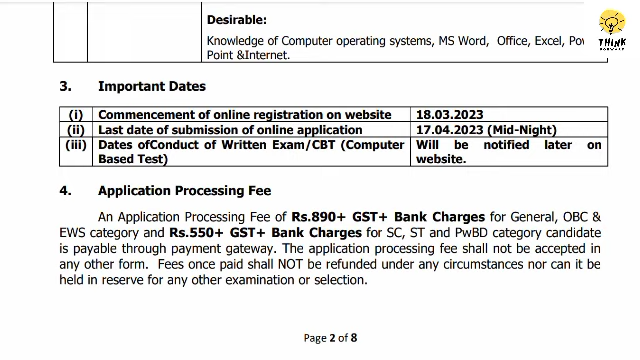 Desirable:
Knowledge of Computer operating systems, MS Word, Office, Excel,
Point &Internet.
THINK
3. Important Dates
(i) Commencement of online registration on website 18.03.2023
(ii) Last date of submission of online application 17.04.2023 (Mid-Night)
(iii) Dates ofConduct of Written Exam/CBT (Computer Will be notified later on
Based Test) website.
4. Application Processing Fee
An Application Processing Fee of Rs.890+ GST+ Bank Charges for General, OBC &
EWS category and Rs.550+ GST+ Bank Charges for SC, ST and PwBD category candidate
is payable through payment gateway. The application processing fee shall not be accepted in
any other form. Fees once paid shall NOT be refunded under any circumstances nor can it be
held in reserve for any other examination or selection.
Page 2 of 8